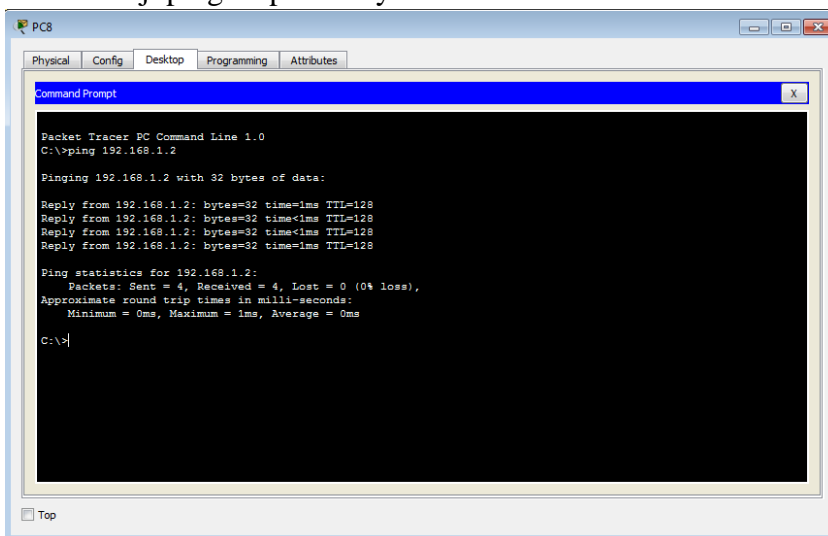 PC8
Physical Config Desktop Programming Attributes
Command Prompt
X
Packet Tracer PC Command Line 1.0
C:\>ping 192.168.1.2
Pinging 192.168.1.2 with 32 bytes of data:
Reply from 192.168.1.2: bytes=32 time=1ms TTL=128
Reply from 192.168.1.2: bytes=32 time<1ms TTL=128
Reply from 192.168.1.2: bytes=32 time<1ms TTL=128
Reply from 192.168.1.2: bytes=32 time=1ms TTL=128
Ping statistics for 192.168.1.2:
Packets: Sent = 4, Received = 4, Lost = 0 (0% loss),
Approximate round trip times in milli-seconds:
Minimum = 0ms, Maximum = 1ms, Average = 0ms
C:\>
Top